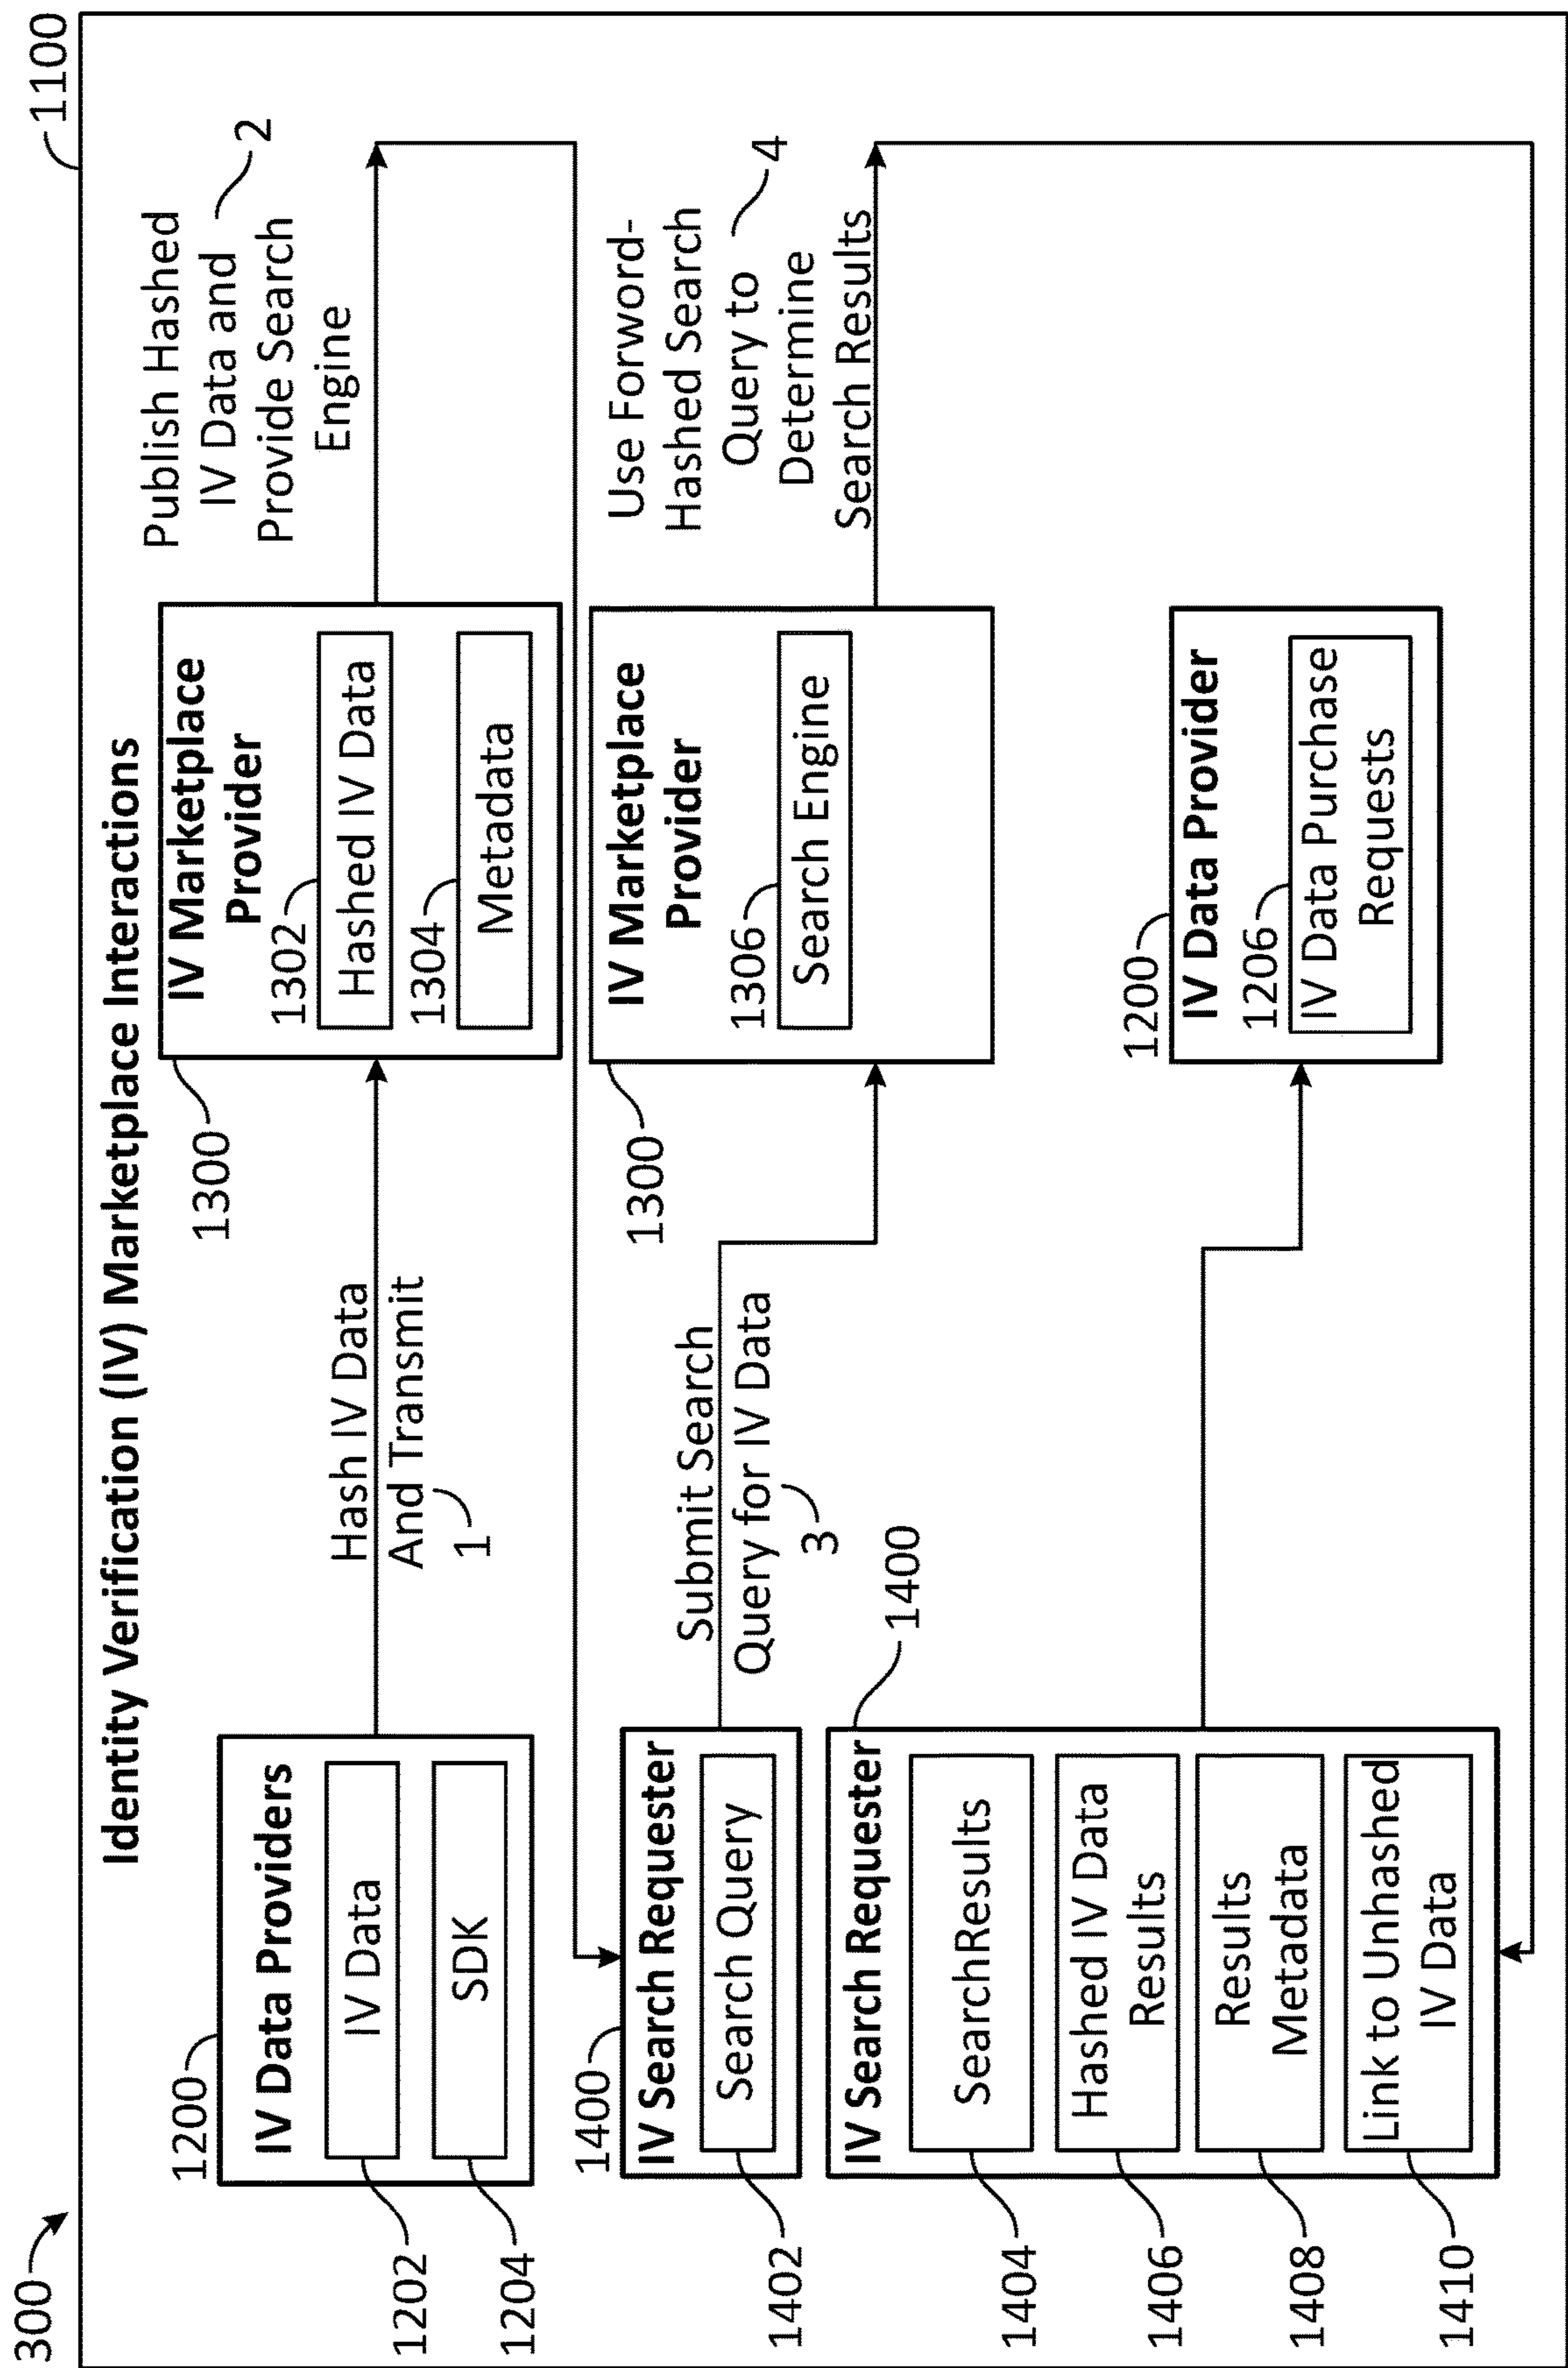 300
1100
Identity Verification (IV) Marketplace Interactions
1200
IV Data Providers
1202
IV Data
1204
SDK
Hash IV Data
And Transmit
1
1300
IV Marketplace
Provider
1302
Hashed IV Data
1304
Metadata
Publish Hashed
IV Data and
Provide Search
Engine
2
1400
IV Search Requester
1402
Search Query
Submit Search
Query for IV Data
3
1300
IV Marketplace
Provider
1306
Search Engine
Use Forword-
Hashed Search
Query to
Determine
Search Results
4
1400
IV Search Requester
1404
SearchResults
1406
Hashed IV Data
Results
1408
Results
Metadata
1410
Link to Unhashed
IV Data
1200
IV Data Provider
1206
IV Data Purchase
Requests